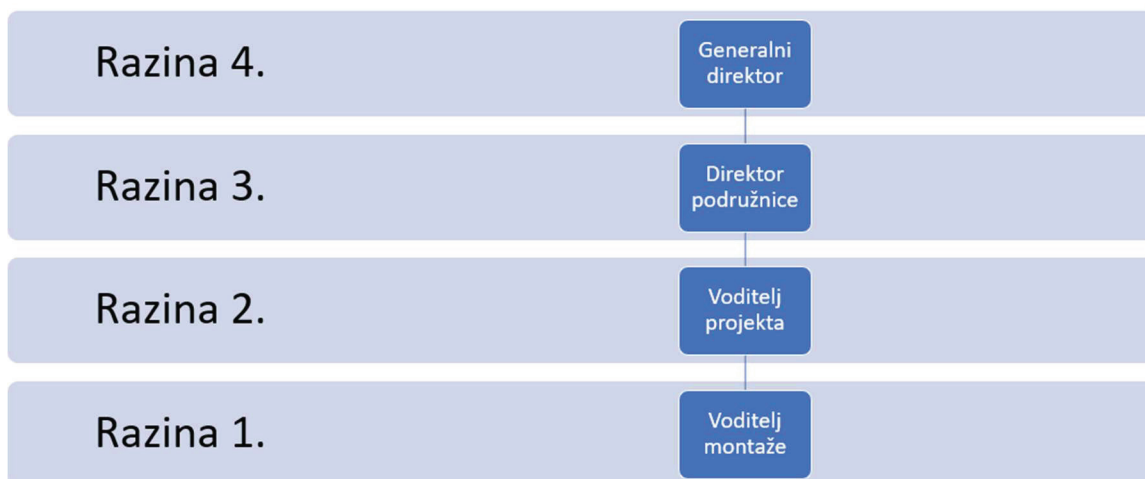 Razina 4.
Generalni
direktor
Razina 3.
Direktor
podružnice
Razina 2.
Voditelj
projekta
Razina 1.
Voditelj
montaže